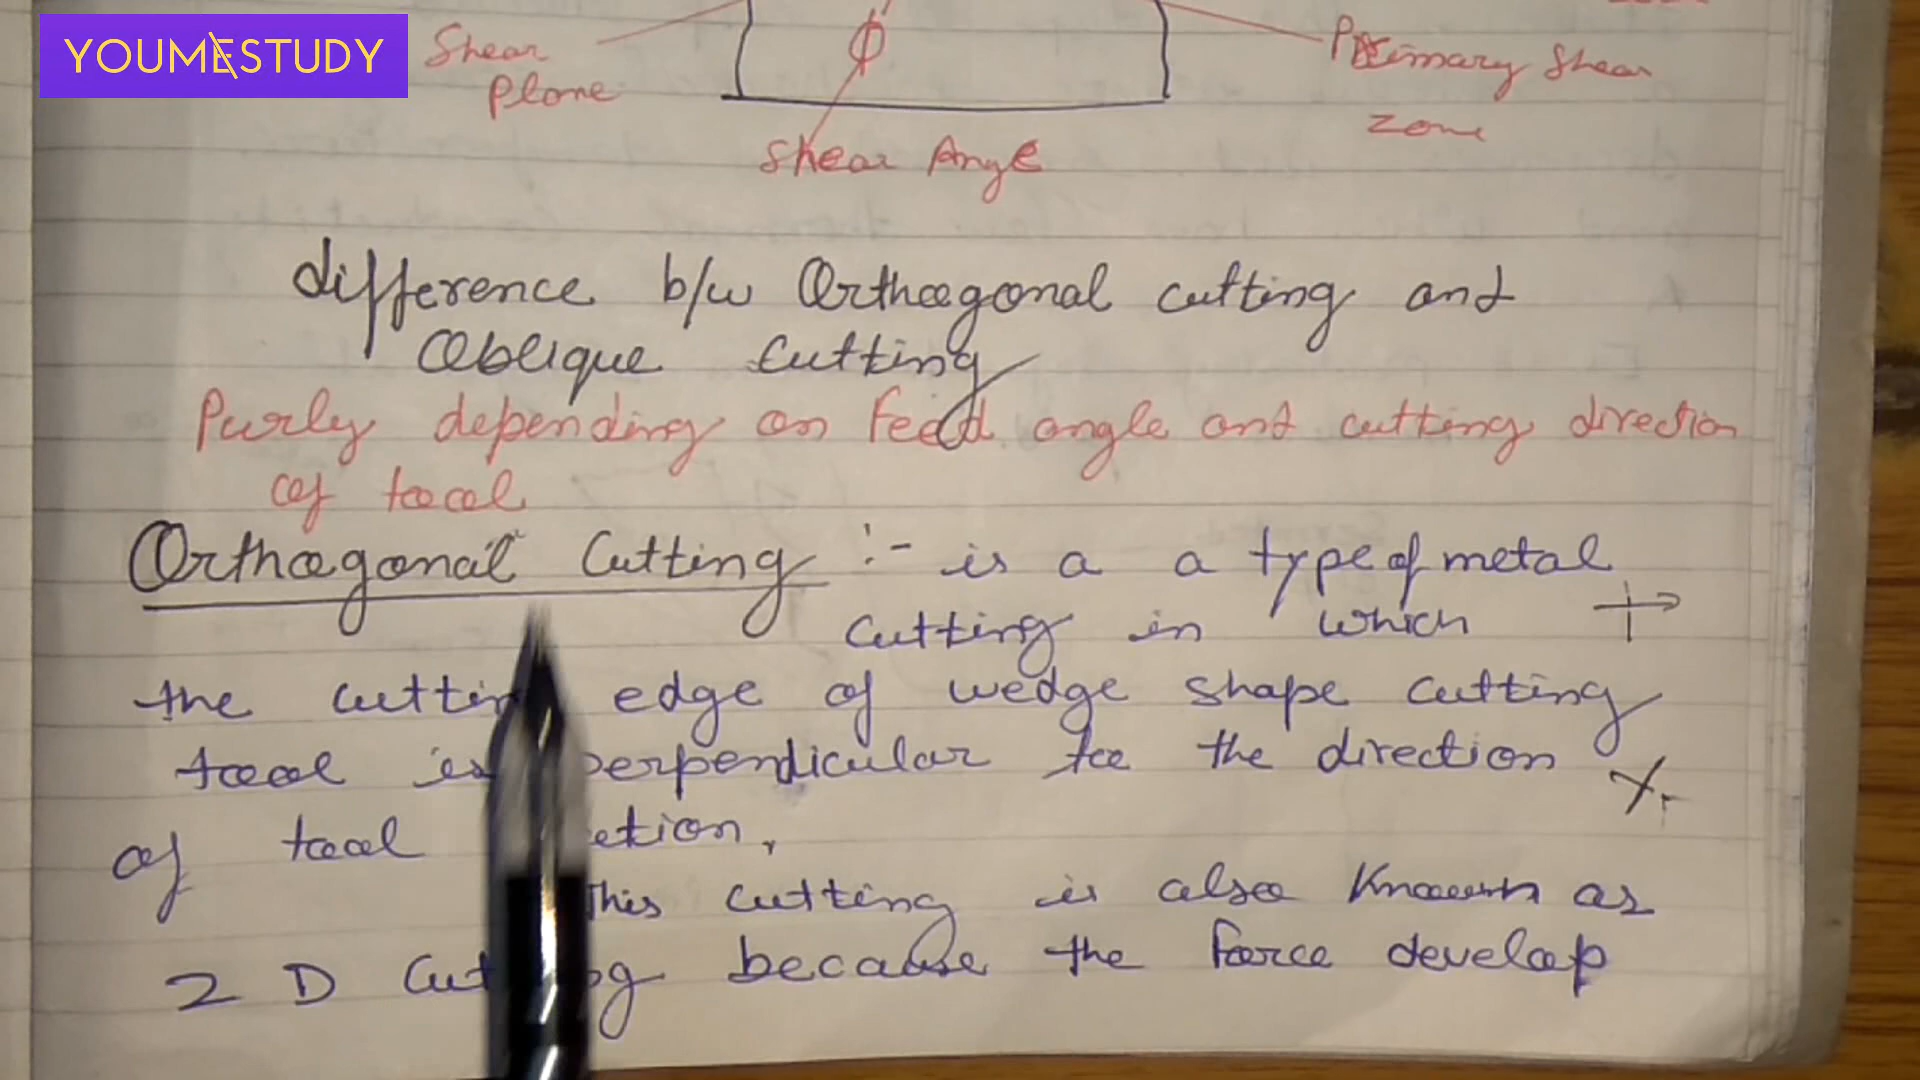 YOUMESTUDY
Shear
Plane
ϕ
Primary Shear
zone
Shear Angle
difference b/w Orthogonal cutting and
Oblique Cutting
Purly depending on Feed angle and cutting direction
of tool
Orthogonal Cutting :- is a a type of metal
cutting in which
the cutting edge of wedge shape cutting
tool is perpendicular to the direction
of tool
This cutting is also Known as
2 D Cutting because the Force develop